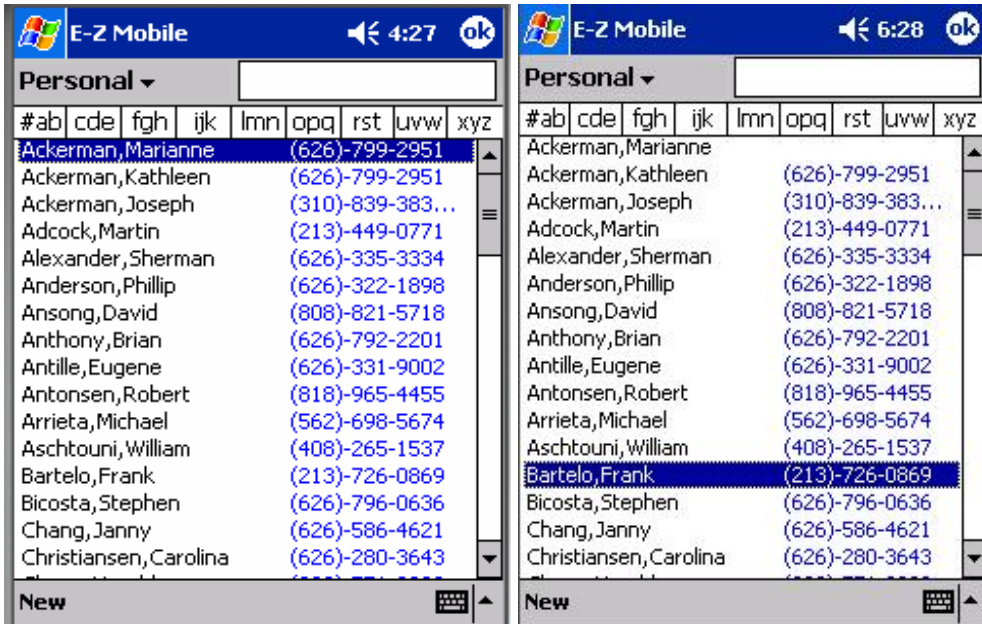 E-Z Mobile 4:27 ok
Personal
#ab cde fgh ijk lmn opq rst uvw xyz
Ackerman,Marianne (626)-799-2951
Ackerman,Kathleen (626)-799-2951
Ackerman,Joseph (310)-839-383...
Adcock,Martin (213)-449-0771
Alexander,Sherman (626)-335-3334
Anderson,Phillip (626)-322-1898
Ansong,David (808)-821-5718
Anthony,Brian (626)-792-2201
Antille,Eugene (626)-331-9002
Antonsen,Robert (818)-965-4455
Arrieta,Michael (562)-698-5674
Aschtouni,William (408)-265-1537
Bartelo,Frank (213)-726-0869
Bicosta,Stephen (626)-796-0636
Chang,Janny (626)-586-4621
Christiansen,Carolina (626)-280-3643
New
E-Z Mobile 6:28 ok
Personal
#ab cde fgh ijk lmn opq rst uvw xyz
Ackerman,Marianne
Ackerman,Kathleen (626)-799-2951
Ackerman,Joseph (310)-839-383...
Adcock,Martin (213)-449-0771
Alexander,Sherman (626)-335-3334
Anderson,Phillip (626)-322-1898
Ansong,David (808)-821-5718
Anthony,Brian (626)-792-2201
Antille,Eugene (626)-331-9002
Antonsen,Robert (818)-965-4455
Arrieta,Michael (562)-698-5674
Aschtouni,William (408)-265-1537
Bartelo,Frank (213)-726-0869
Bicosta,Stephen (626)-796-0636
Chang,Janny (626)-586-4621
Christiansen,Carolina (626)-280-3643
New